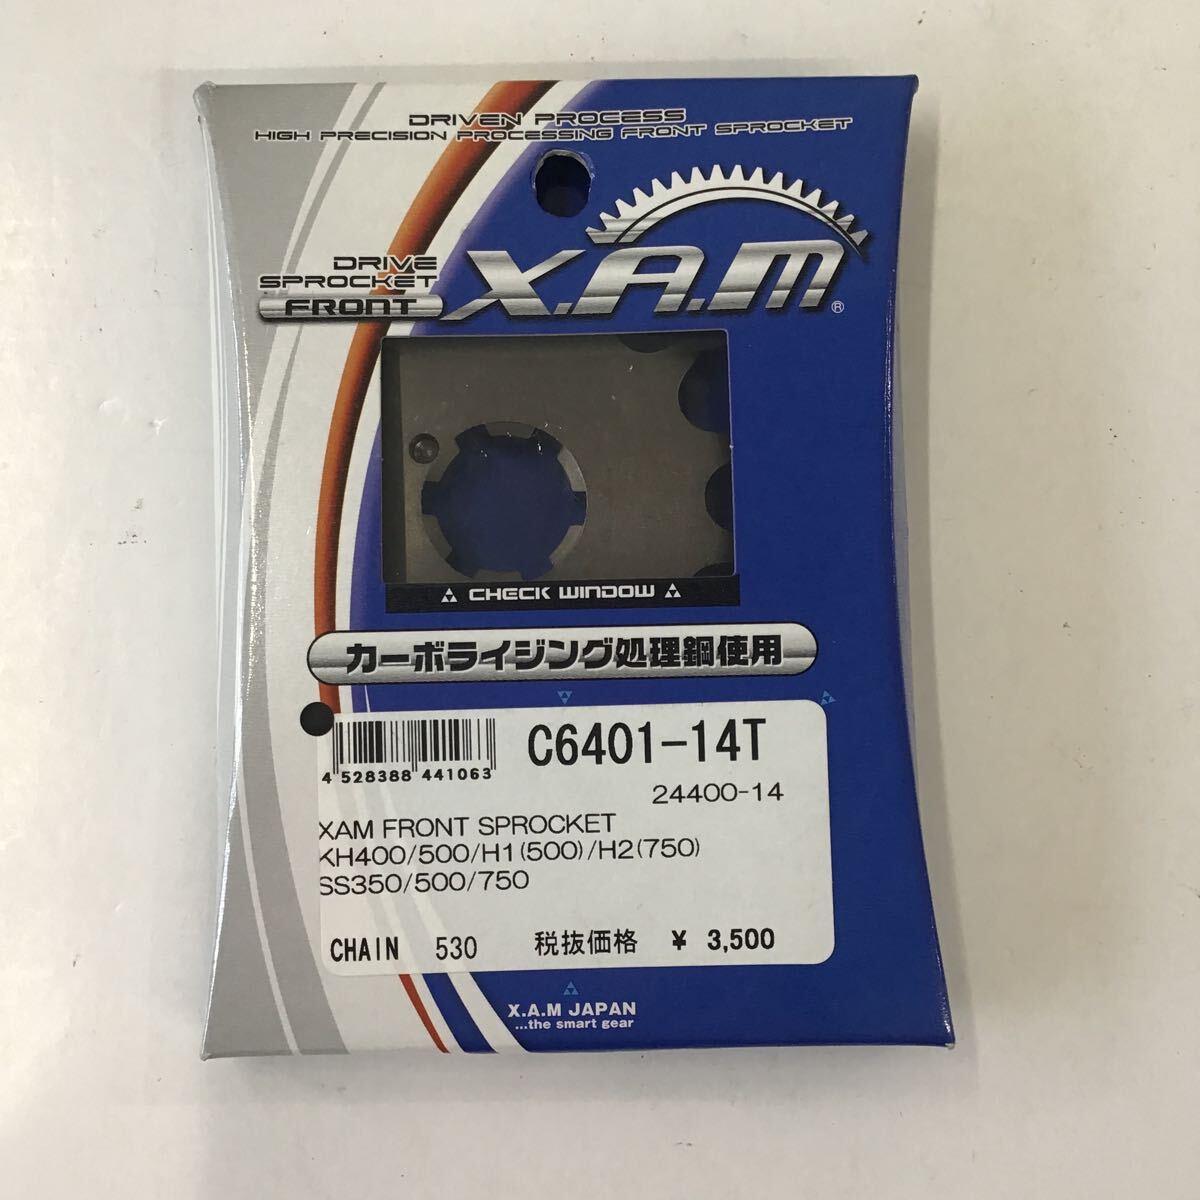 DRIVEN PROCESS
HIGH PRECISION PROCESSING FRONT SPROCKET
X.A.M®
DRIVE
SPROCKET
FRONT
CHECK WINDOW
カーボライジング処理鋼使用
C6401-14T
4 528388 441063
24400-14
XAM FRONT SPROCKET
KH400/500/H1(500)/H2(750)
SS350/500/750
CHAIN 530 税抜価格 ¥ 3,500
X.A.M JAPAN
...the smart gear